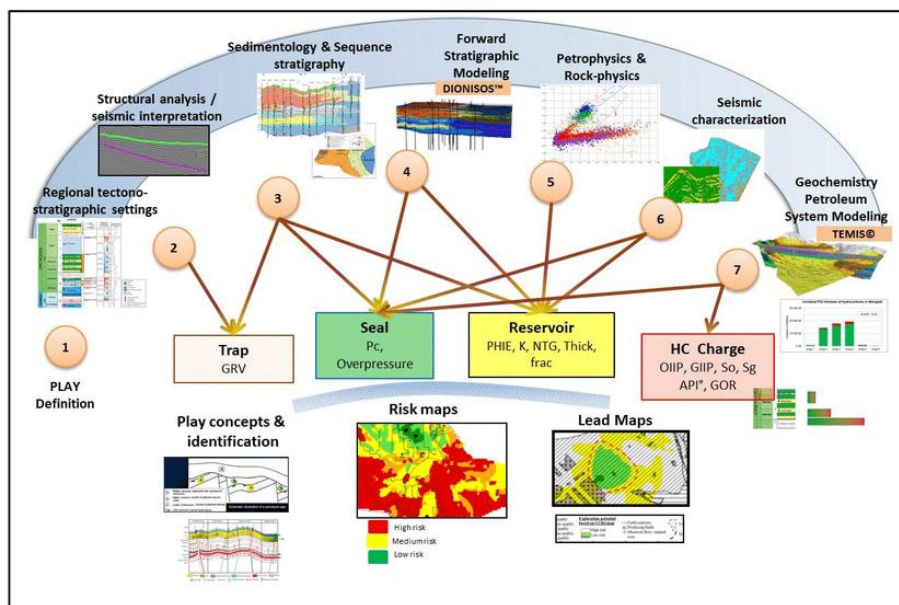 Sedimentology & Sequence
stratigraphy
Forward
Stratigraphic
Modeling
DIONISOS™
Petrophysics &
Rock-physics
Structural analysis /
seismic interpretation
Seismic
characterization
Regional tectono-
stratigraphic settings
Geochemistry
Petroleum
System Modeling
TEMIS©
1
2
3
4
5
6
7
PLAY
Definition
Trap
GRV
Seal
Pc,
Overpressure
Reservoir
PHIE, K, NTG, Thick,
frac
HC Charge
OIIP, GIIP, So, Sg
API°, GOR
Play concepts &
identification
Risk maps
High risk
Medium risk
Low risk
Lead Maps